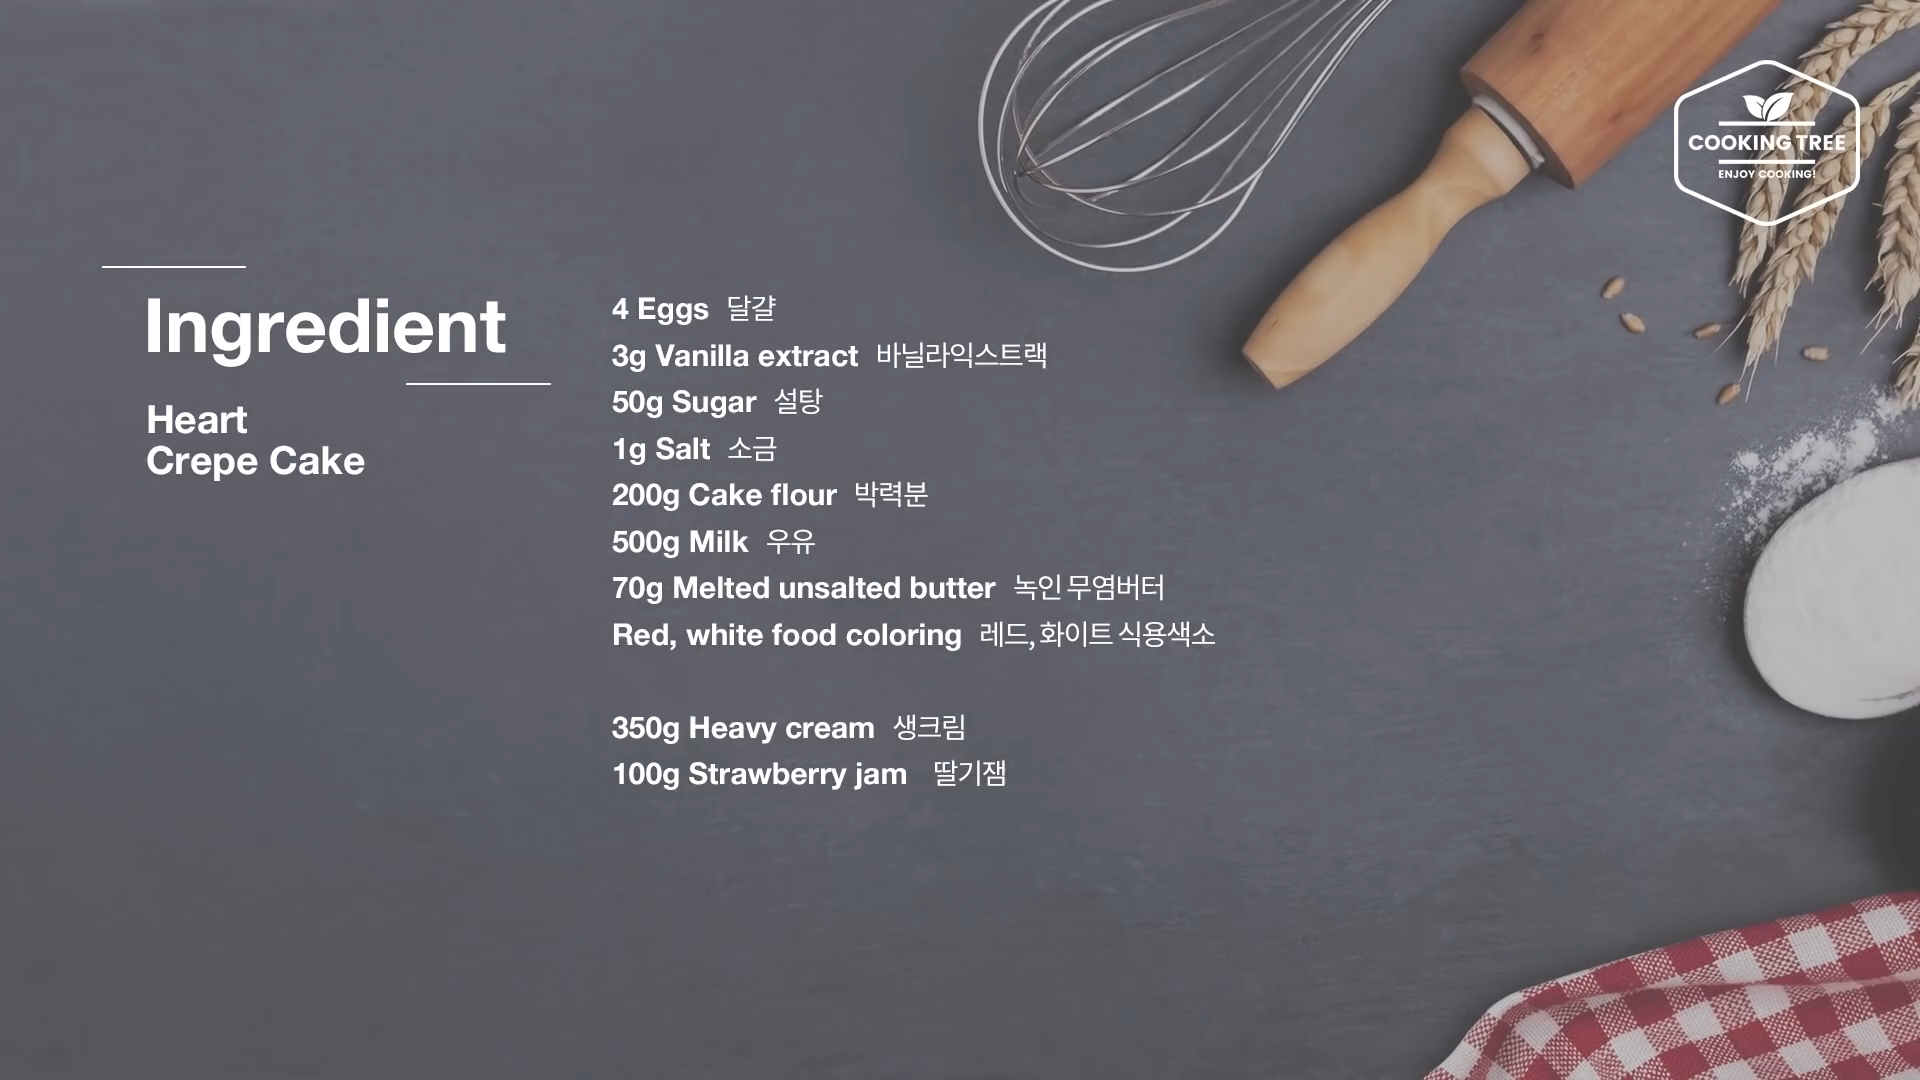 COOKING TREE
ENJOY COOKING!
Ingredient
Heart
Crepe Cake
4 Eggs 달걀
3g Vanilla extract 바닐라익스트랙
50g Sugar 설탕
1g Salt 소금
200g Cake flour 박력분
500g Milk 우유
70g Melted unsalted butter 녹인 무염버터
Red, white food coloring 레드, 화이트 식용색소
350g Heavy cream 생크림
100g Strawberry jam 딸기잼